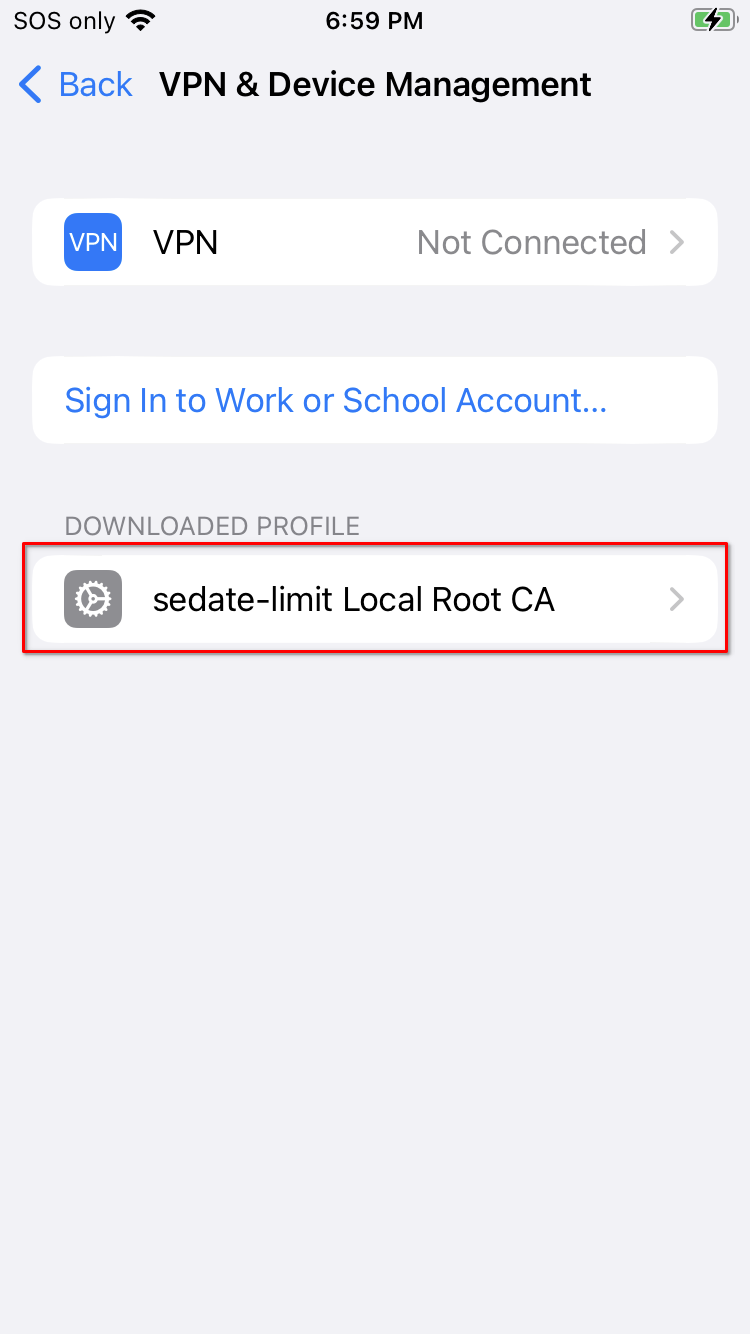 SOS only 6:59 PM
Back VPN & Device Management
VPN VPN Not Connected
Sign In to Work or School Account...
DOWNLOADED PROFILE
sedate-limit Local Root CA